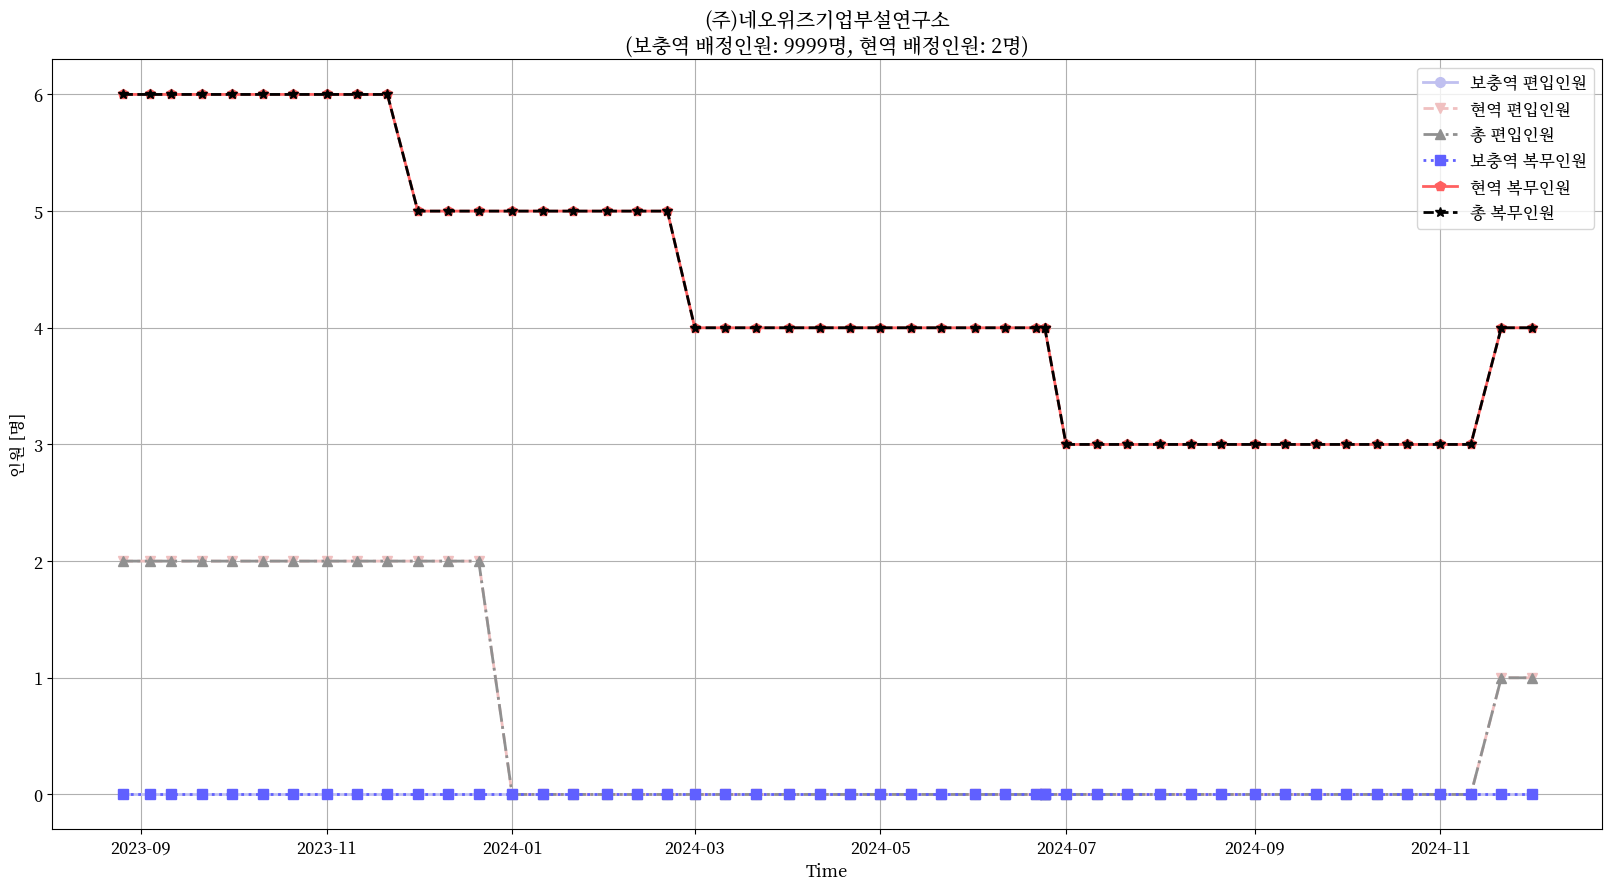 (주)네오위즈기업부설연구소
(보충역 배정인원: 9999명, 현역 배정인원: 2명)
보충역 편입인원
현역 편입인원
총 편입인원
보충역 복무인원
현역 복무인원
총 복무인원
인원 [명]
6
5
4
3
2
1
0
2023-09
2023-11
2024-01
2024-03
2024-05
2024-07
2024-09
2024-11
Time